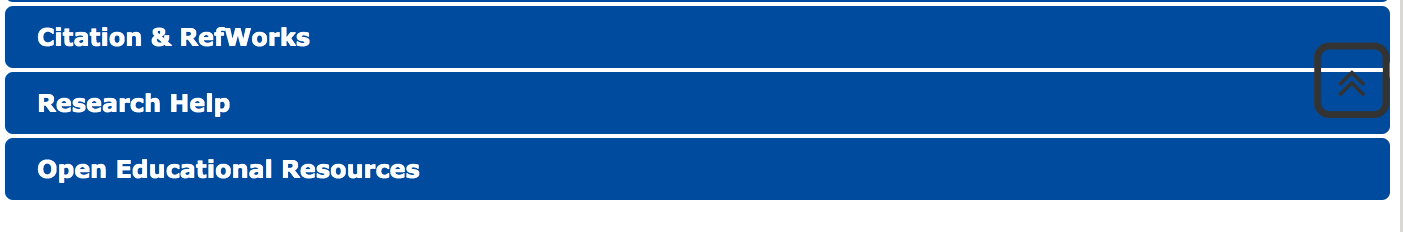 Citation & RefWorks
Research Help
Open Educational Resources